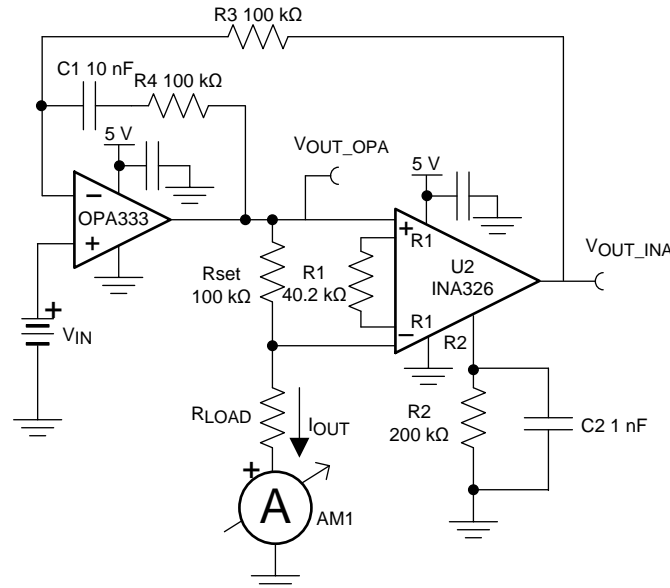 R3 100 kΩ
C1 10 nF
R4 100 kΩ
5 V
VOUT_OPA
5 V
−
OPA333
+
+
VIN
Rset
100 kΩ
R1
40.2 kΩ
+
R1
U2
INA326
R1
−
R2
VOUT_INA
RLOAD
IOUT
R2
200 kΩ
C2 1 nF
+
A
AM1